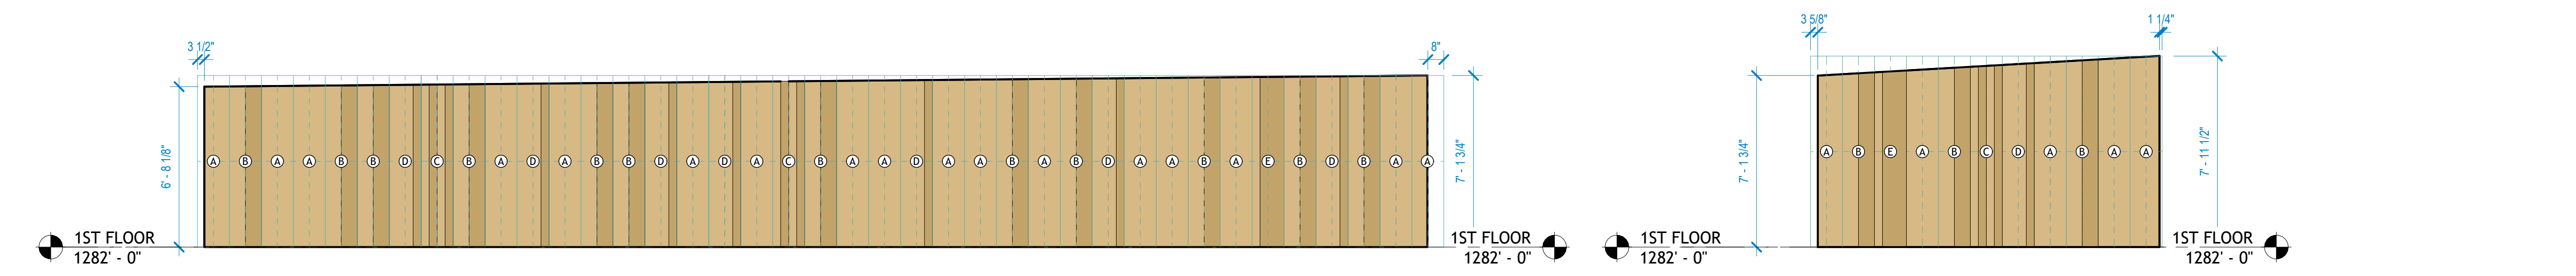 3 1/2"
8"
6' - 8 1/8"
A B A A B B D C B A D A B B D A D A C B A A D A A B A B D A A B A E B D B A A
7' - 1 3/4"
1ST FLOOR
1282' - 0"
1ST FLOOR
1282' - 0"
3 5/8"
1 1/4"
7' - 1 3/4"
A B E A B C D A B A A
7' - 11 1/2"
1ST FLOOR
1282' - 0"
1ST FLOOR
1282' - 0"